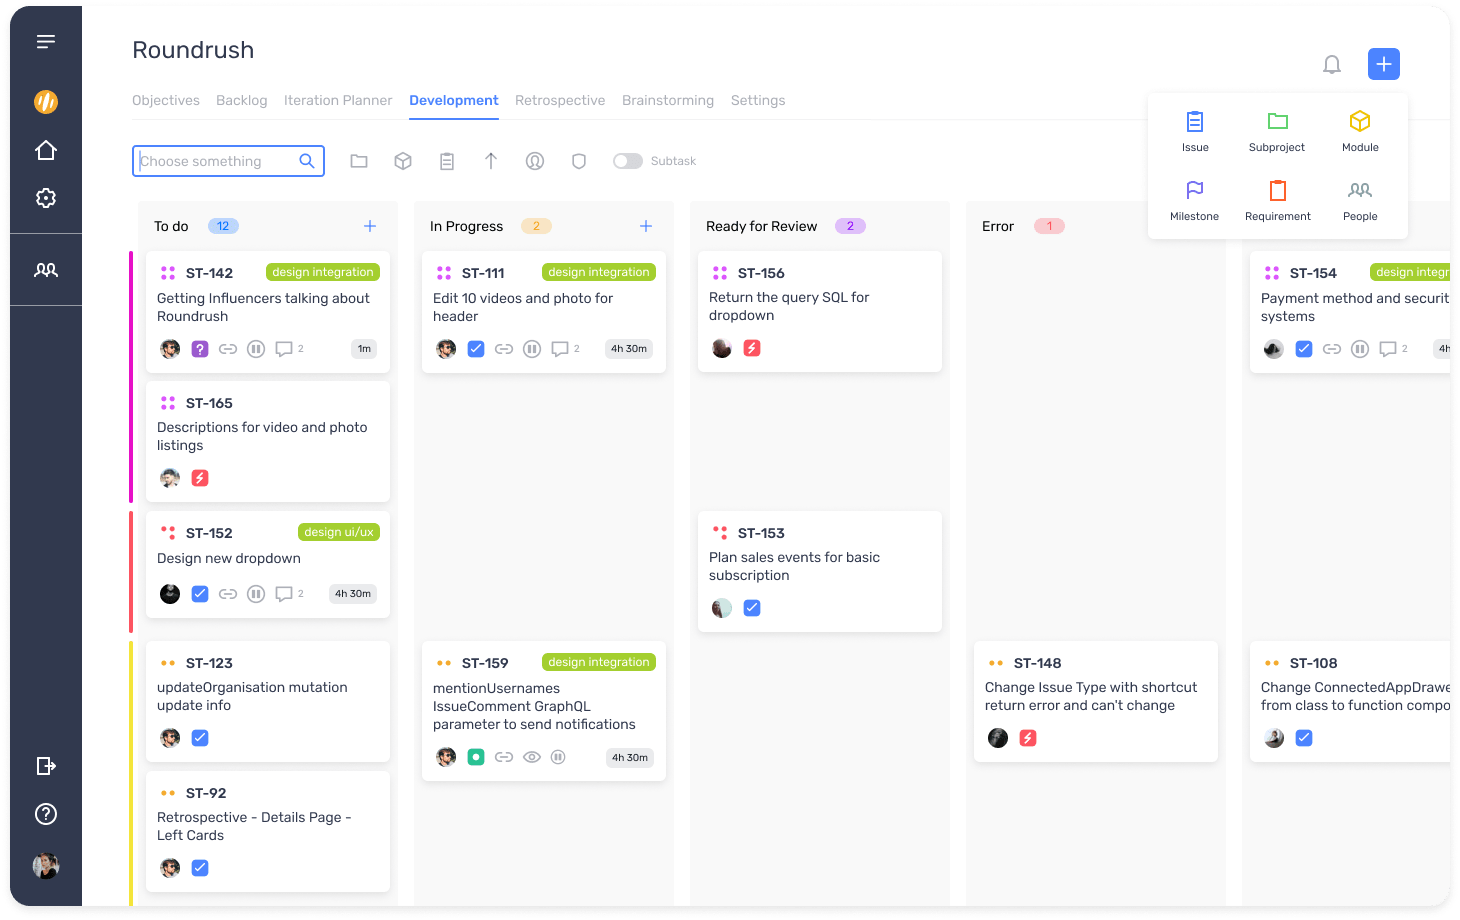 Roundrush
Objectives Backlog Iteration Planner Development Retrospective Brainstorming Settings
Issue Subproject Module
Milestone Requirement People
Choose something
Subtask
To do 12
ST-142 design integration
Getting Influencers talking about
Roundrush
2 1m
ST-165
Descriptions for video and photo
listings
ST-152 design ui/ux
Design new dropdown
2 4h 30m
ST-123
updateOrganisation mutation
update info
ST-92
Retrospective - Details Page -
Left Cards
In Progress 2
ST-111 design integration
Edit 10 videos and photo for
header
2 4h 30m
ST-159 design integration
mentionUsernames
IssueComment GraphQL
parameter to send notifications
4h 30m
Ready for Review 2
ST-156
Return the query SQL for
dropdown
ST-153
Plan sales events for basic
subscription
Error 1
ST-148
Change Issue Type with shortcut
return error and can't change
ST-154 design integr
Payment method and securit
systems
2 4h
ST-108
Change ConnectedAppDrawe
from class to function compo